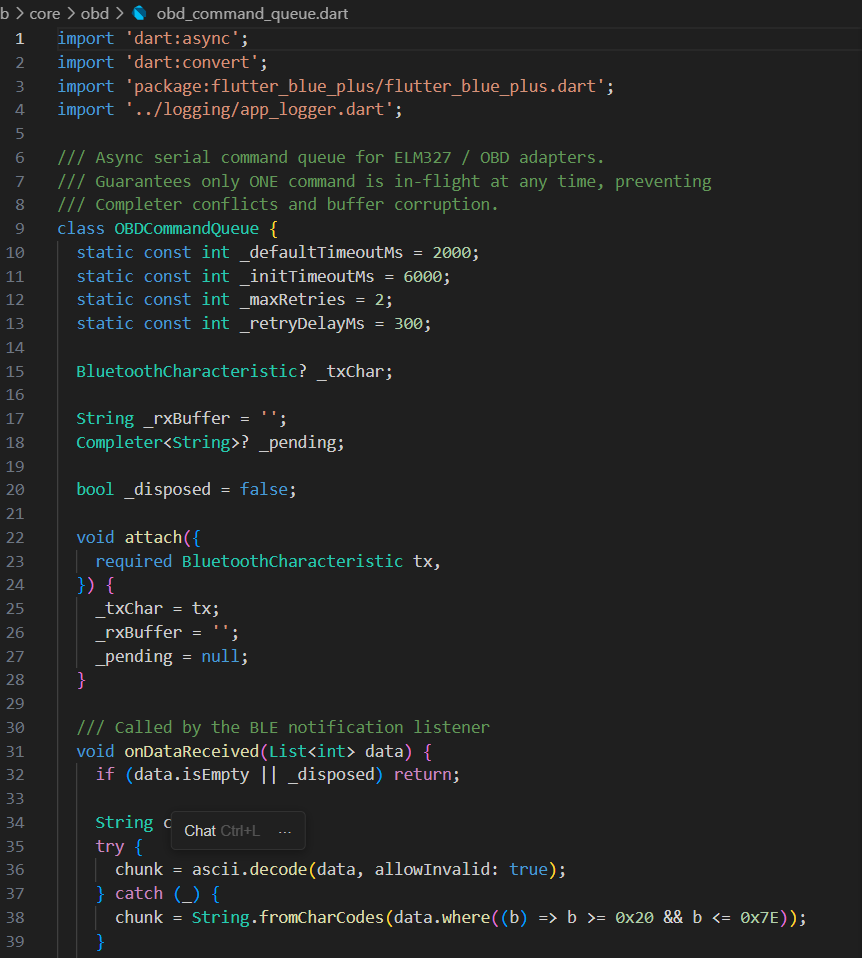 b > core > obd > obd_command_queue.dart
1 import 'dart:async';
2 import 'dart:convert';
3 import 'package:flutter_blue_plus/flutter_blue_plus.dart';
4 import '../logging/app_logger.dart';
5
6 /// Async serial command queue for ELM327 / OBD adapters.
7 /// Guarantees only ONE command is in-flight at any time, preventing
8 /// Completer conflicts and buffer corruption.
9 class OBDCommandQueue {
10   static const int _defaultTimeoutMs = 2000;
11   static const int _initTimeoutMs = 6000;
12   static const int _maxRetries = 2;
13   static const int _retryDelayMs = 300;
14
15   BluetoothCharacteristic? _txChar;
16
17   String _rxBuffer = '';
18   Completer<String>? _pending;
19
20   bool _disposed = false;
21
22   void attach({
23     required BluetoothCharacteristic tx,
24   }) {
25     _txChar = tx;
26     _rxBuffer = '';
27     _pending = null;
28   }
29
30   /// Called by the BLE notification listener
31   void onDataReceived(List<int> data) {
32     if (data.isEmpty || _disposed) return;
33
34     String c
Chat Ctrl+L ...
35     try {
36       chunk = ascii.decode(data, allowInvalid: true);
37     } catch (_) {
38       chunk = String.fromCharCodes(data.where((b) => b >= 0x20 && b <= 0x7E));
39     }